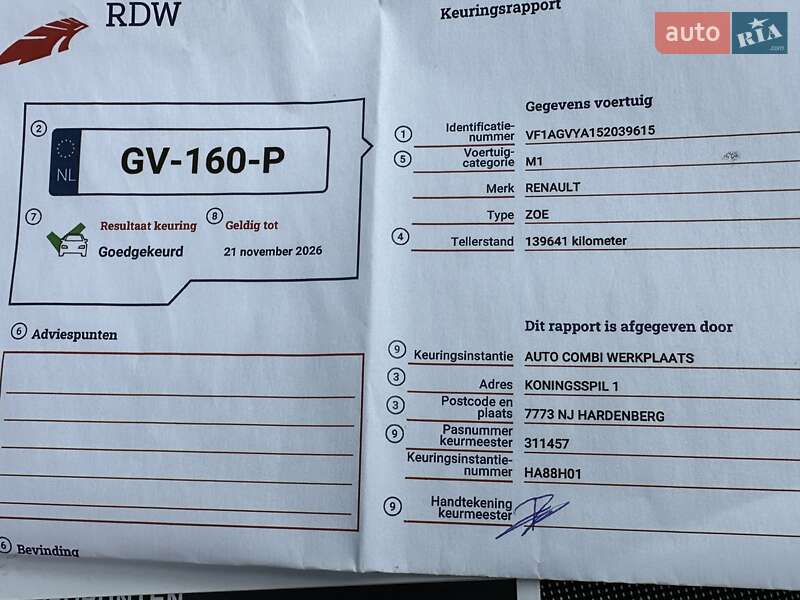 RDW
Keuringsrapport
auto RIA .com
2
NL
GV-160-P
7 Resultaat keuring
Goedgekeurd
8 Geldig tot
21 november 2026
6 Adviespunten
6 Bevinding
Gegevens voertuig
1 Identificatie-
nummer VF1AGVYA152039615
5 Voertuig-
categorie M1
Merk RENAULT
Type ZOE
4 Tellerstand 139641 kilometer
Dit rapport is afgegeven door
9 Keuringsinstantie AUTO COMBI WERKPLAATS
3 Adres KONINGSSPIL 1
3 Postcode en
plaats 7773 NJ HARDENBERG
9 Pasnummer
keurmeester 311457
Keuringsinstantie-
nummer HA88H01
9 Handtekening
keurmeester